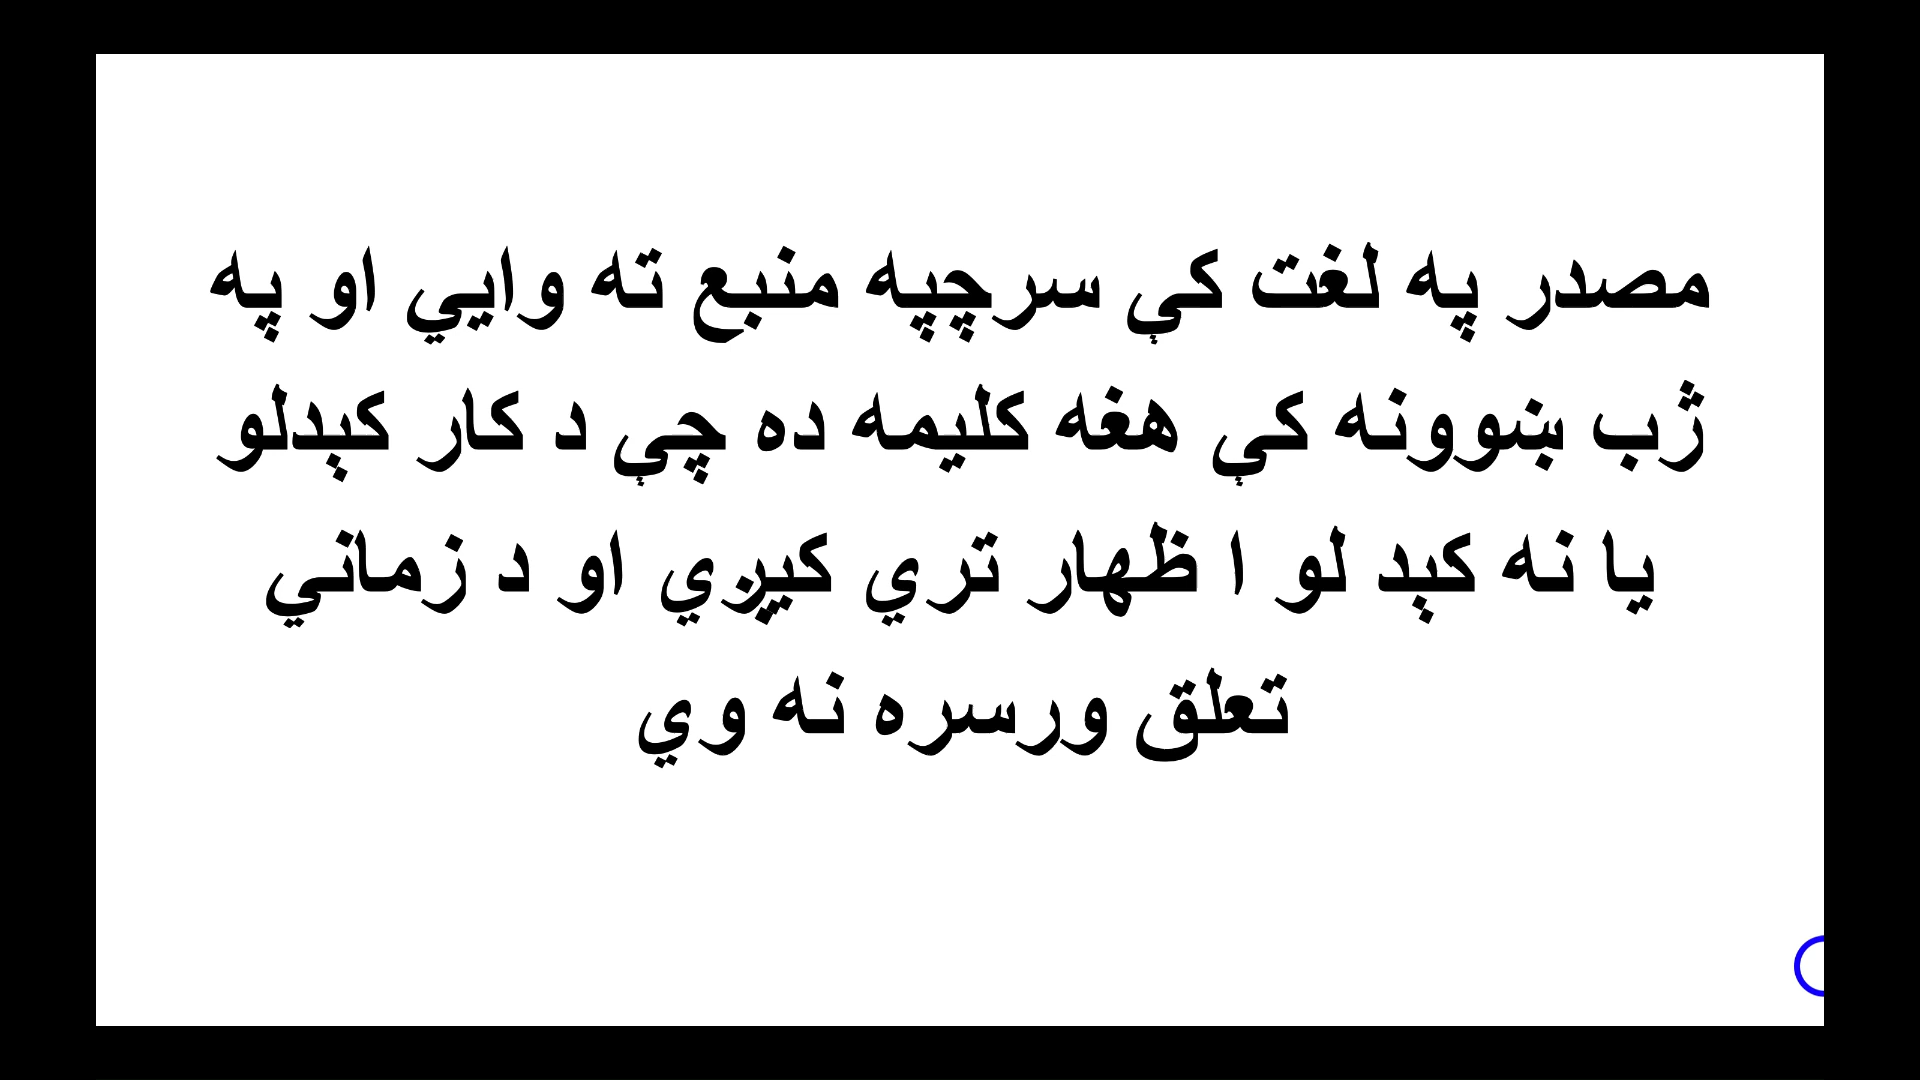 مصدر په لغت کې سرچپه منبع ته وايي او په
ژب ښوونه کې هغه کليمه ده چې د کار کېدلو
يا نه کېد لو ا ظهار تري کيږي او د زماني
تعلق ورسره نه وي